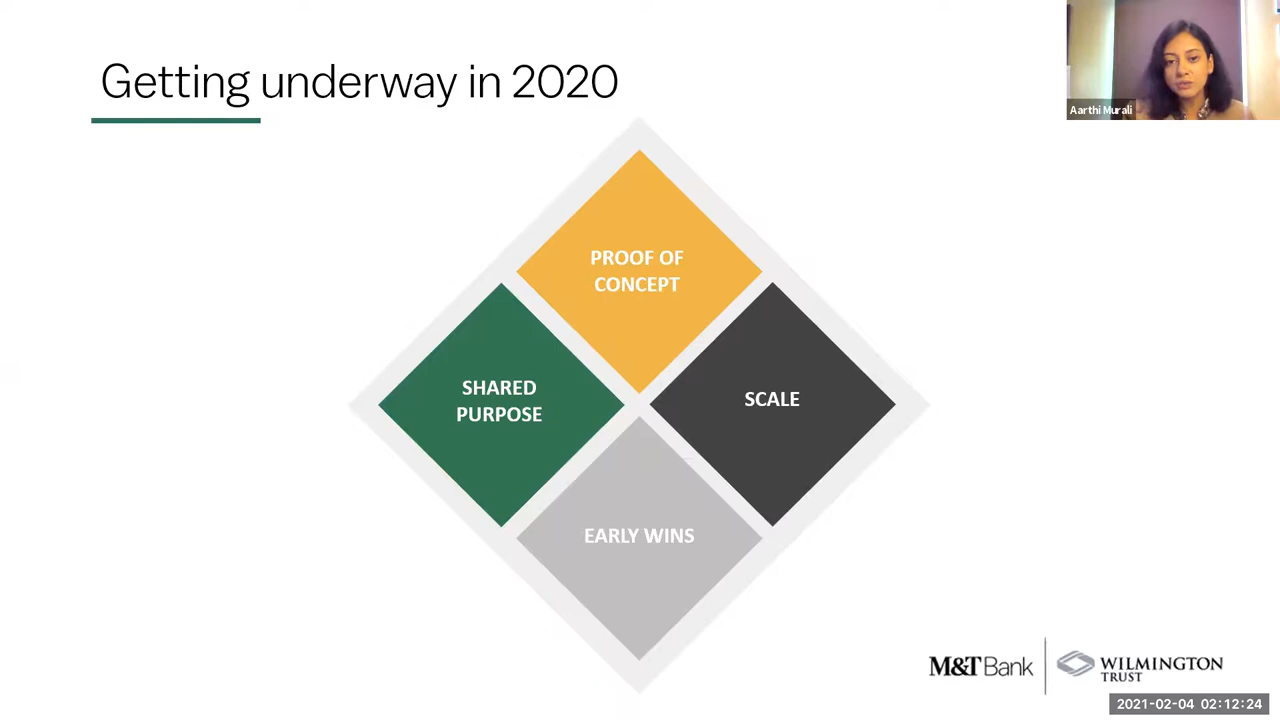 Getting underway in 2020
Aarthi Murali
PROOF OF
CONCEPT
SHARED
PURPOSE
SCALE
EARLY WINS
M&T Bank
WILMINGTON
TRUST
2021-02-04 02:12:24